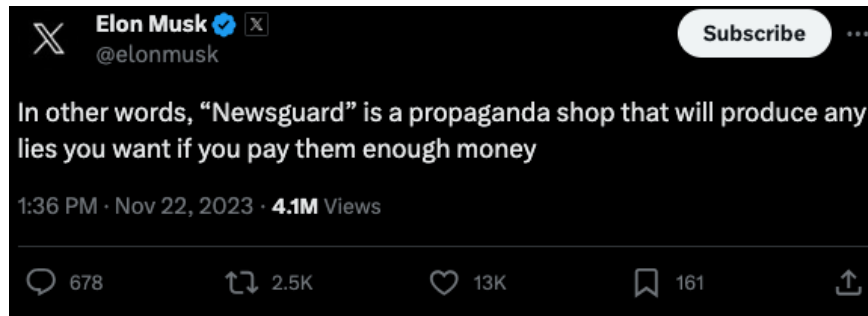 Elon Musk
@elonmusk
Subscribe
In other words, “Newsguard” is a propaganda shop that will produce any
lies you want if you pay them enough money
1:36 PM · Nov 22, 2023 · 4.1M Views
678 2.5K 13K 161